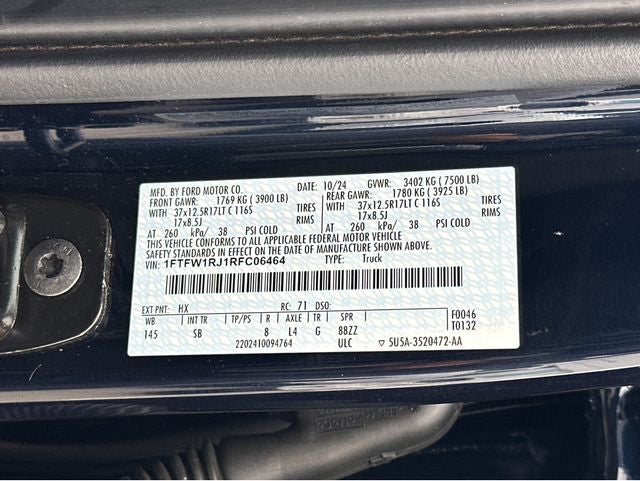 MFD. BY FORD MOTOR CO.
DATE: 10/24 GVWR: 3402 KG ( 7500 LB)
FRONT GAWR: 1769 KG ( 3900 LB)
REAR GAWR: 1780 KG ( 3925 LB)
WITH 37x12.5R17LT C 116S TIRES
WITH 37x12.5R17LT C 116S TIRES
17x8.5J RIMS
17x8.5J RIMS
AT 260 kPa/ 38 PSI COLD
AT 260 kPa/ 38 PSI COLD
THIS VEHICLE CONFORMS TO ALL APPLICABLE FEDERAL MOTOR VEHICLE
SAFETY STANDARDS IN EFFECT ON THE DATE OF MANUFACTURE SHOWN ABOVE.
VIN: 1FTFW1RJ1RFC06464 TYPE: Truck
EXT PNT: HX RC: 71 DSO:
WB INT TR TP/PS R AXLE TR SPR F0046
145 SB 8 L4 G 88ZZ T0132
2202410094764 ULC ▽ 5U5A-3520472-AA